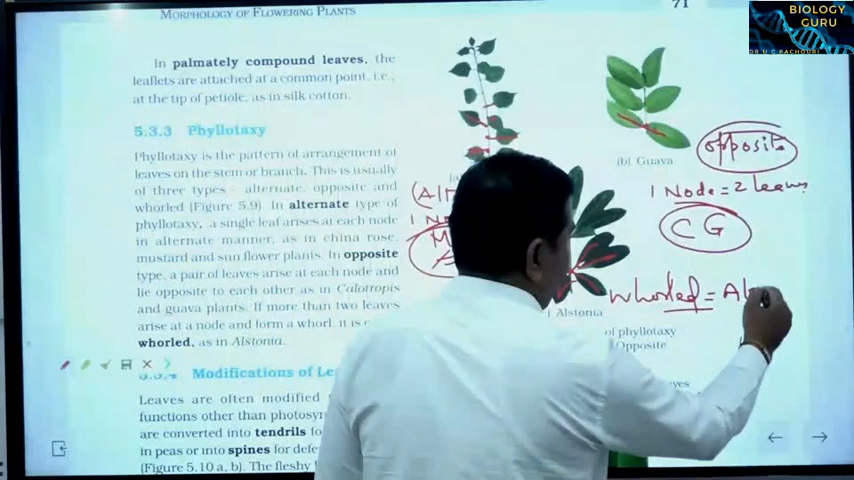 MORPHOLOGY OF FLOWERING PLANTS
71
BIOLOGY
GURU
DR U C PACHOURI
In palmately compound leaves, the
leaflets are attached at a common point, i.e.,
at the tip of petiole, as in silk cotton.
5.3.3 Phyllotaxy
Phyllotaxy is the pattern of arrangement of
leaves on the stem or branch. This is usually
of three types – alternate, opposite and
whorled (Figure 5.9). In alternate type of
phyllotaxy, a single leaf arises at each node
in alternate manner, as in china rose,
mustard and sun flower plants. In opposite
type, a pair of leaves arise at each node and
lie opposite to each other as in Calotropis
and guava plants. If more than two leaves
arise at a node and form a whorl, it is
whorled, as in Alstonia.
Modifications of
Leaves are often modified
functions other than
are converted into tendrils
in peas or into spines for
(Figure 5.10 a, b). The fleshy
(b) Guava
opposite
1 Node = 2 leaves
CG
Alstonia
whorled =
of phyllotaxy
Opposite